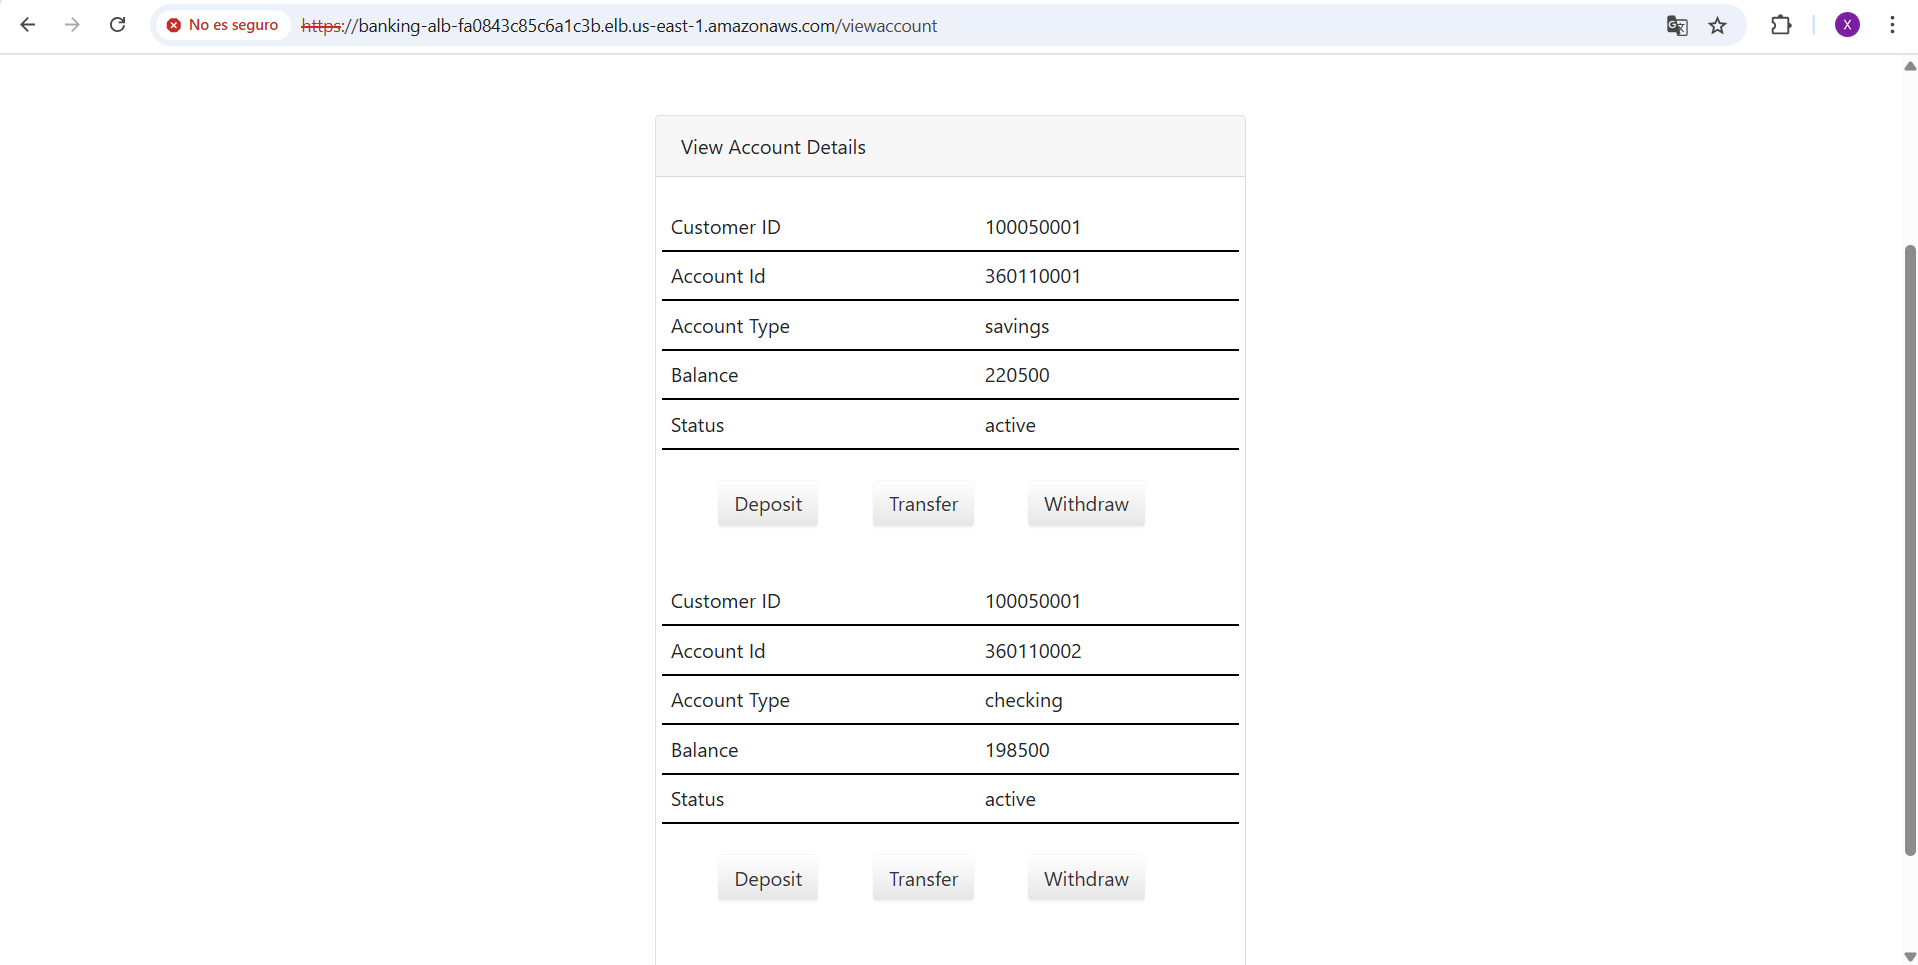 No es seguro https://banking-alb-fa0843c85c6a1c3b.elb.us-east-1.amazonaws.com/viewaccount X
View Account Details
Customer ID 100050001
Account Id 360110001
Account Type savings
Balance 220500
Status active
Deposit Transfer Withdraw
Customer ID 100050001
Account Id 360110002
Account Type checking
Balance 198500
Status active
Deposit Transfer Withdraw